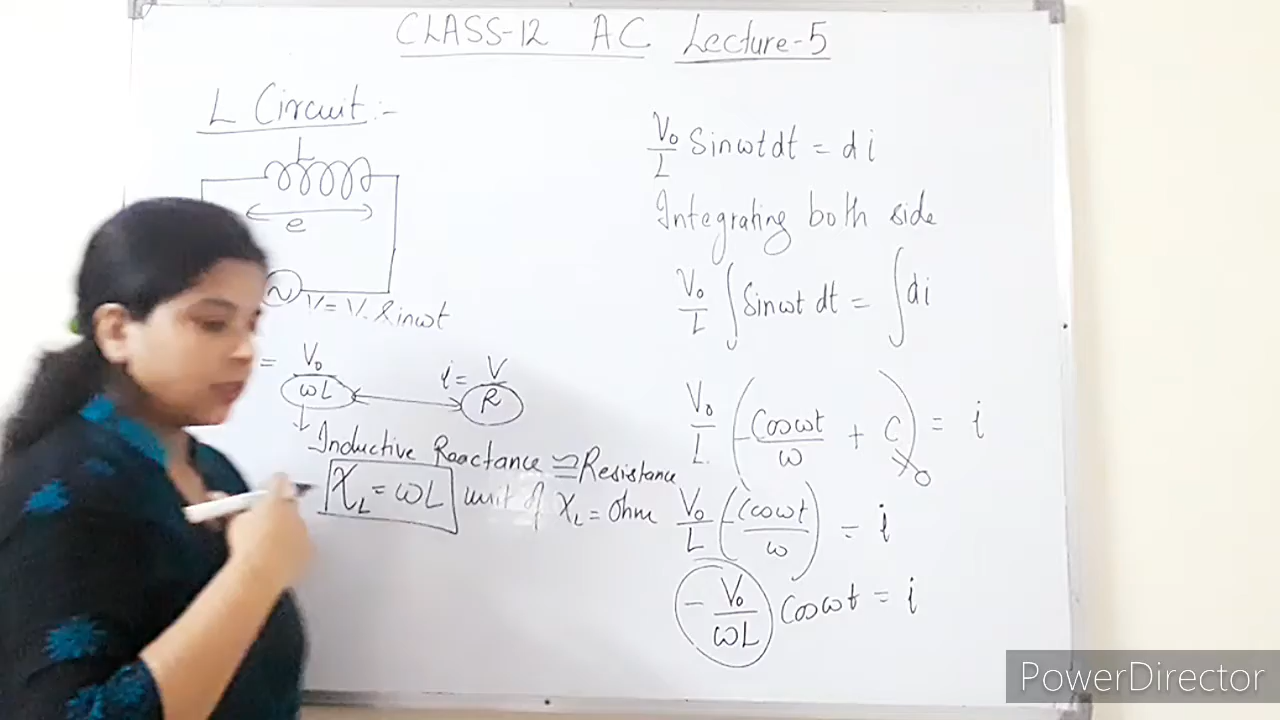 CLASS-12 AC Lecture-5
L Circuit:-
L
e
V = V. Sinωt
= V₀/ωL
i = V/R
Inductive Reactance ≅ Resistance
X_L = ωL unit of X_L = Ohm
V₀/L Sinωt dt = di
Integrating both side
V₀/L ∫ Sinωt dt = ∫ di
V₀/L (-Cosωt/ω + C) = i
0
V₀/L (-(cosωt)/ω) = i
- V₀/ωL Cosωt = i
PowerDirector